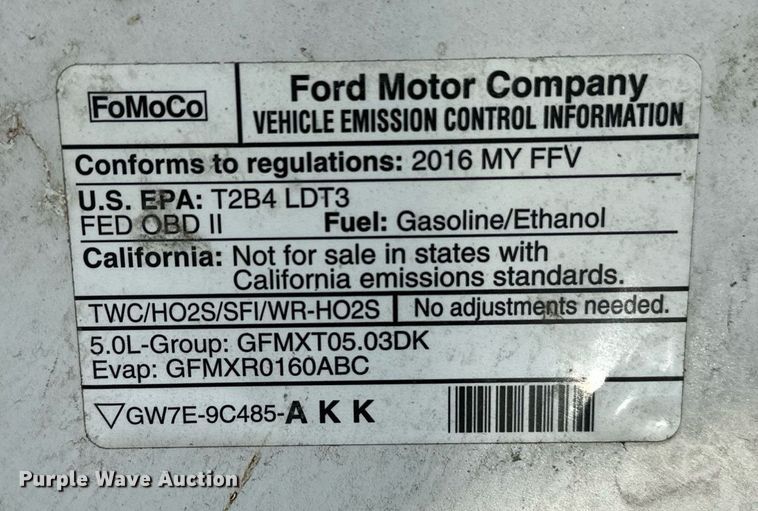 FoMoCo
Ford Motor Company
VEHICLE EMISSION CONTROL INFORMATION
Conforms to regulations: 2016 MY FFV
U.S. EPA: T2B4 LDT3
FED OBD II Fuel: Gasoline/Ethanol
California: Not for sale in states with
California emissions standards.
TWC/HO2S/SFI/WR-HO2S No adjustments needed.
5.0L-Group: GFMXT05.03DK
Evap: GFMXR0160ABC
▽GW7E-9C485-AKK
Purple Wave Auction